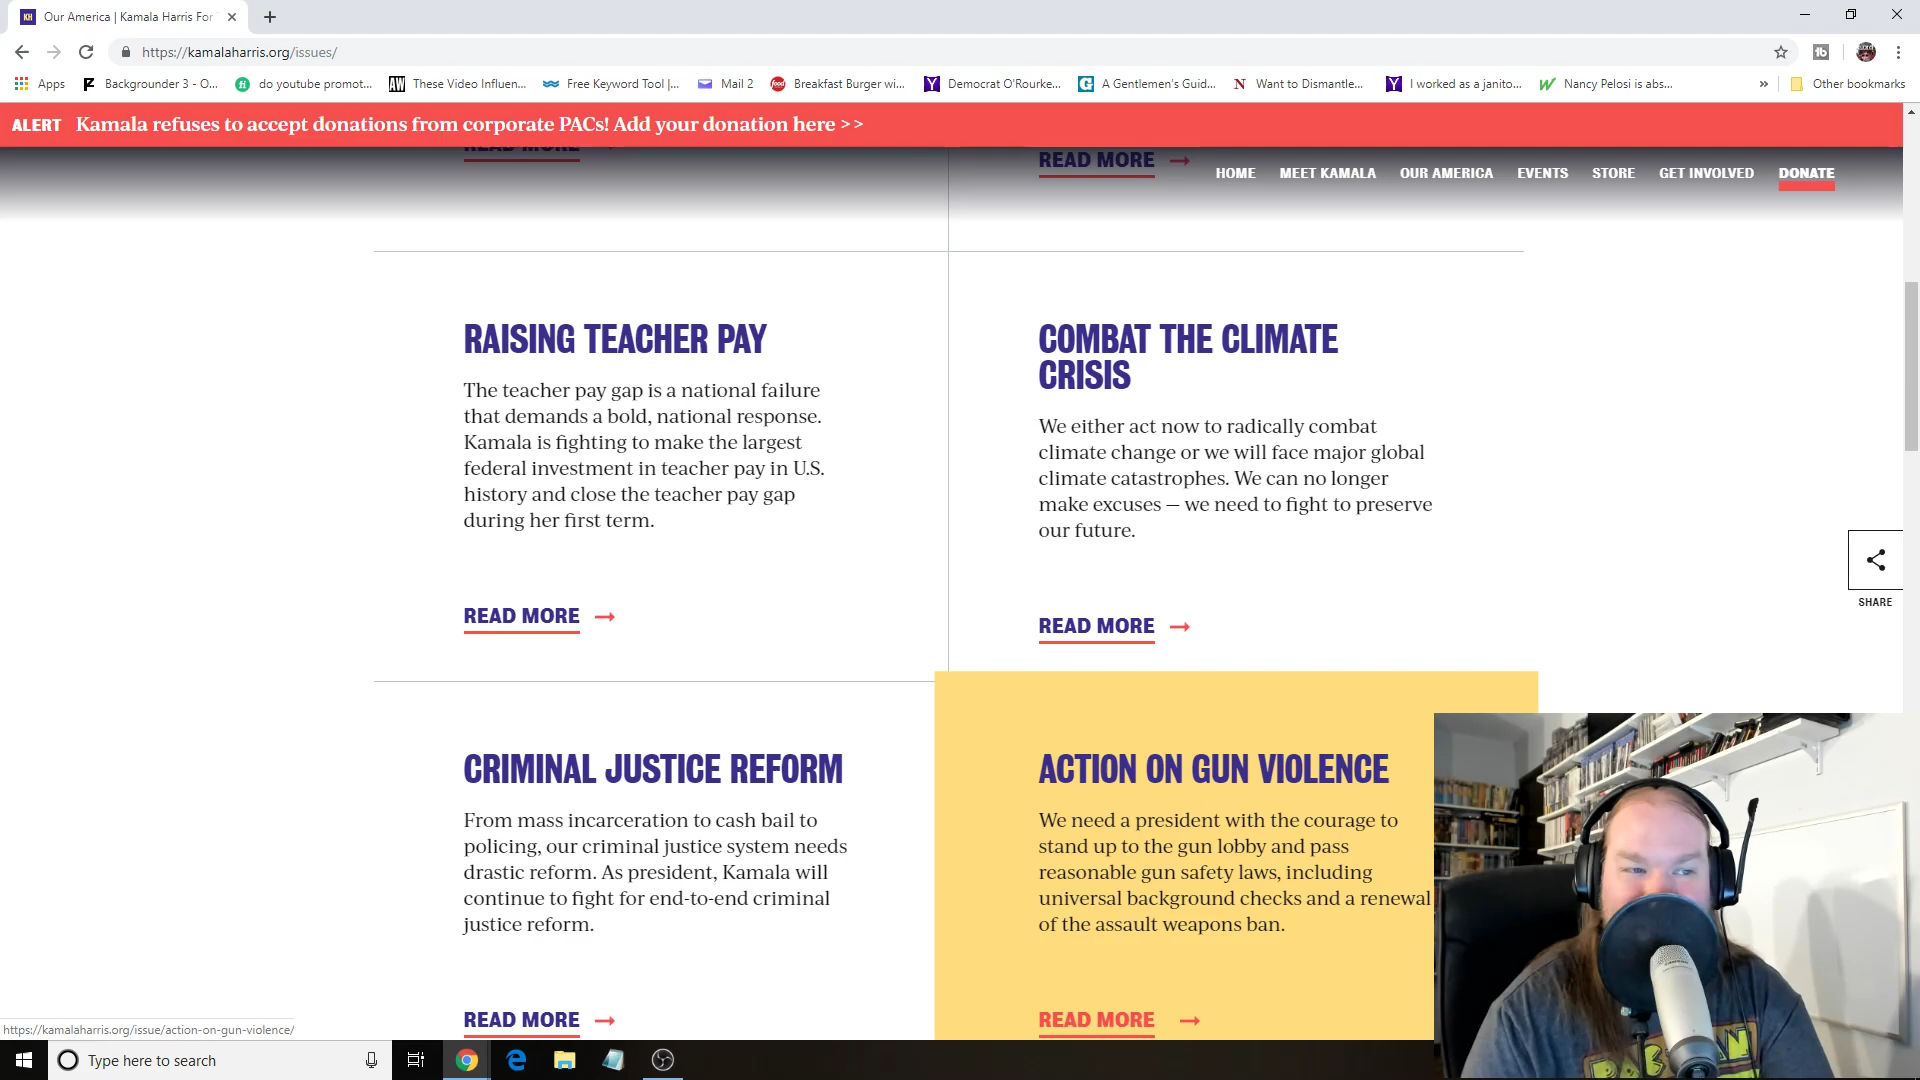 Our America | Kamala Harris For
https://kamalaharris.org/issues/
Apps
Backgrounder 3 - O...
do youtube promot...
These Video Influen...
Free Keyword Tool |...
Mail 2
Breakfast Burger wi...
Democrat O'Rourke...
A Gentlemen's Guid...
Want to Dismantle...
I worked as a janito...
Nancy Pelosi is abs...
»
Other bookmarks
ALERT Kamala refuses to accept donations from corporate PACs! Add your donation here >>
READ MORE
READ MORE →
HOME MEET KAMALA OUR AMERICA EVENTS STORE GET INVOLVED DONATE
RAISING TEACHER PAY
The teacher pay gap is a national failure
that demands a bold, national response.
Kamala is fighting to make the largest
federal investment in teacher pay in U.S.
history and close the teacher pay gap
during her first term.
READ MORE →
COMBAT THE CLIMATE
CRISIS
We either act now to radically combat
climate change or we will face major global
climate catastrophes. We can no longer
make excuses — we need to fight to preserve
our future.
READ MORE →
SHARE
CRIMINAL JUSTICE REFORM
From mass incarceration to cash bail to
policing, our criminal justice system needs
drastic reform. As president, Kamala will
continue to fight for end-to-end criminal
justice reform.
READ MORE →
ACTION ON GUN VIOLENCE
We need a president with the courage to
stand up to the gun lobby and pass
reasonable gun safety laws, including
universal background checks and a renewal
of the assault weapons ban.
READ MORE →
https://kamalaharris.org/issue/action-on-gun-violence/
Type here to search